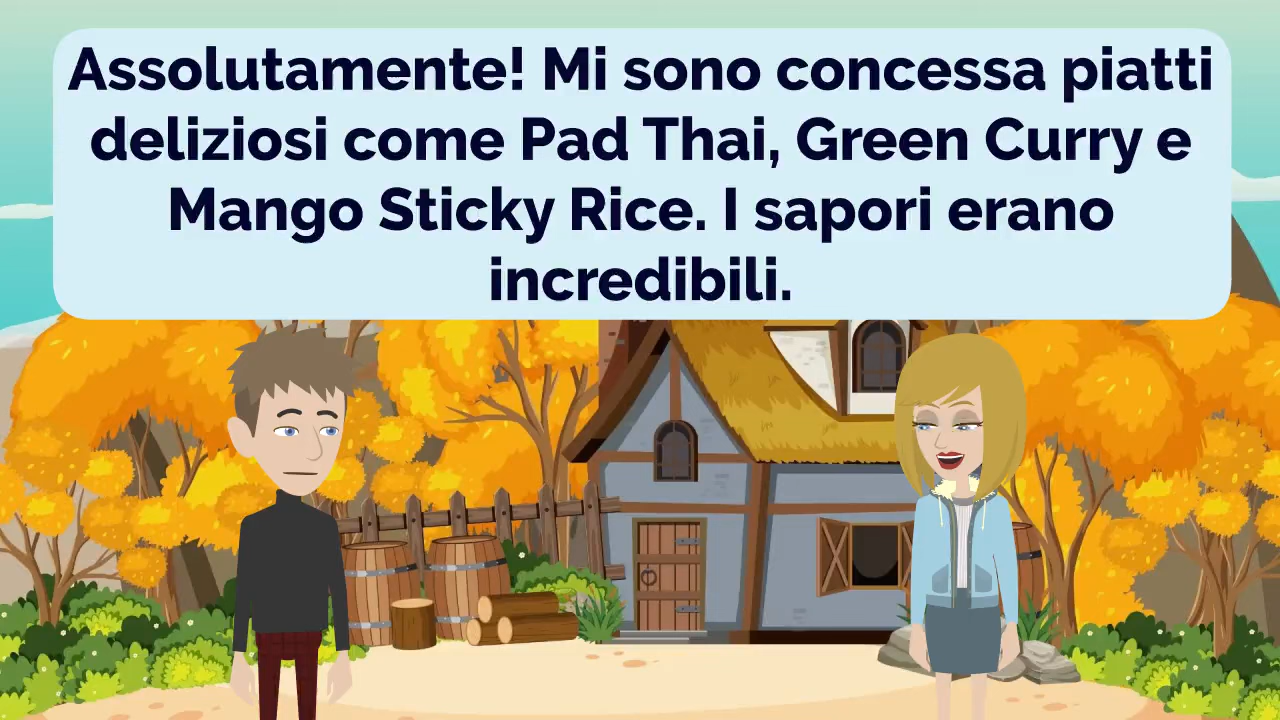 Assolutamente! Mi sono concessa piatti
deliziosi come Pad Thai, Green Curry e
Mango Sticky Rice. I sapori erano
incredibili.